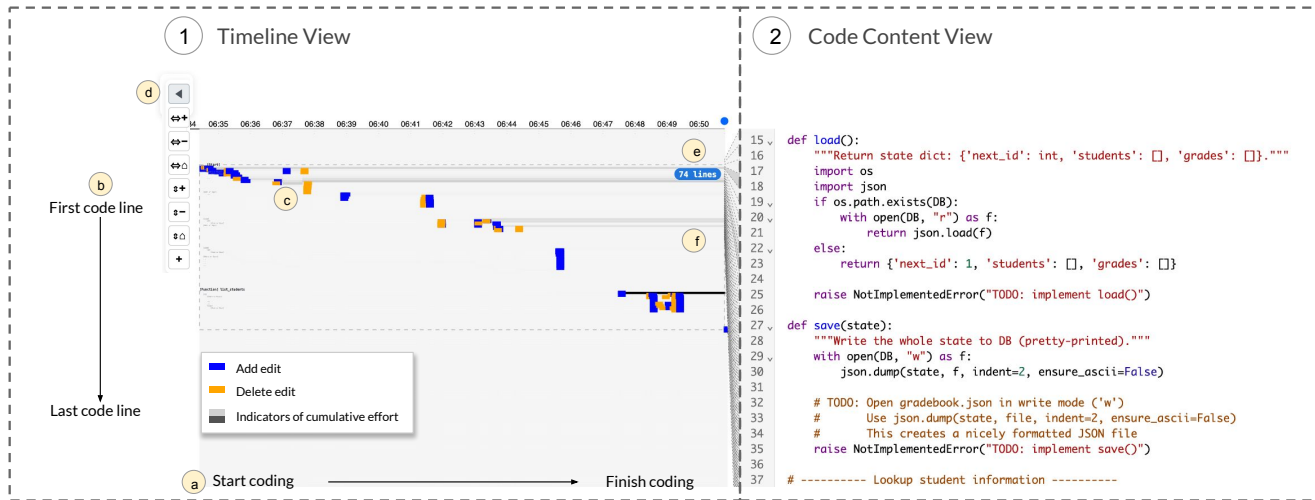 1 Timeline View
2 Code Content View
d
06:35 06:36 06:37 06:38 06:39 06:40 06:41 06:42 06:43 06:44 06:45 06:46 06:47 06:48 06:49 06:50
e
74 lines
c
b
First code line
f
(function) list_students
Add edit
Delete edit
Indicators of cumulative effort
Last code line
a Start coding Finish coding
15 def load():
16 """Return state dict: {'next_id': int, 'students': [], 'grades': []}."""
17 import os
18 import json
19 if os.path.exists(DB):
20 with open(DB, "r") as f:
21 return json.load(f)
22 else:
23 return {'next_id': 1, 'students': [], 'grades': []}
24
25 raise NotImplementedError("TODO: implement load()")
26
27 def save(state):
28 """Write the whole state to DB (pretty-printed)."""
29 with open(DB, "w") as f:
30 json.dump(state, f, indent=2, ensure_ascii=False)
31
32 # TODO: Open gradebook.json in write mode ('w')
33 # Use json.dump(state, file, indent=2, ensure_ascii=False)
34 # This creates a nicely formatted JSON file
35 raise NotImplementedError("TODO: implement save()")
36
37 # ---------- Lookup student information ----------